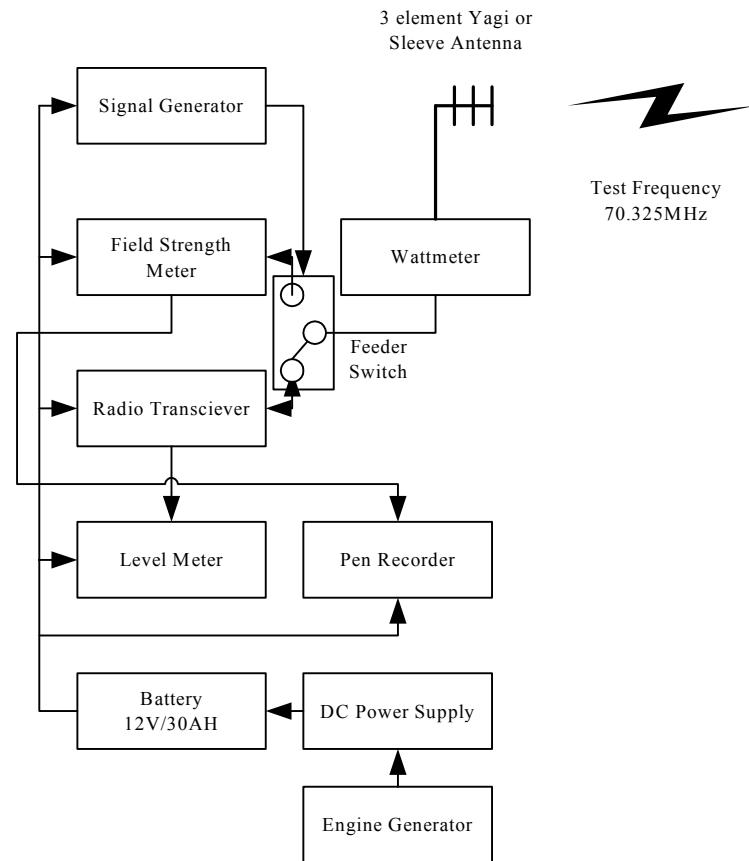 3 element Yagi or
Sleeve Antenna
Signal Generator
Test Frequency
70.325MHz
Field Strength
Meter
Wattmeter
Feeder
Switch
Radio Transciever
Level Meter
Pen Recorder
Battery
12V/30AH
DC Power Supply
Engine Generator